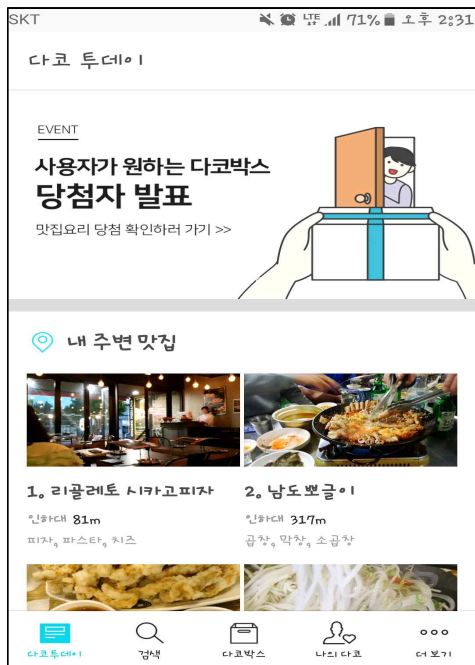 SKT LTE 71% 오후 2:31
다코 투데이
EVENT
사용자가 원하는 다코박스
당첨자 발표
맛집요리 당첨 확인하러 가기 >>
내 주변 맛집
1. 리골레토 시카고피자
인하대 81m
피자, 파스타, 치즈
2. 남도뽀글이
인하대 317m
곱창, 막창, 소곱창
다코투데이 검색 다코박스 나의 다코 더 보기